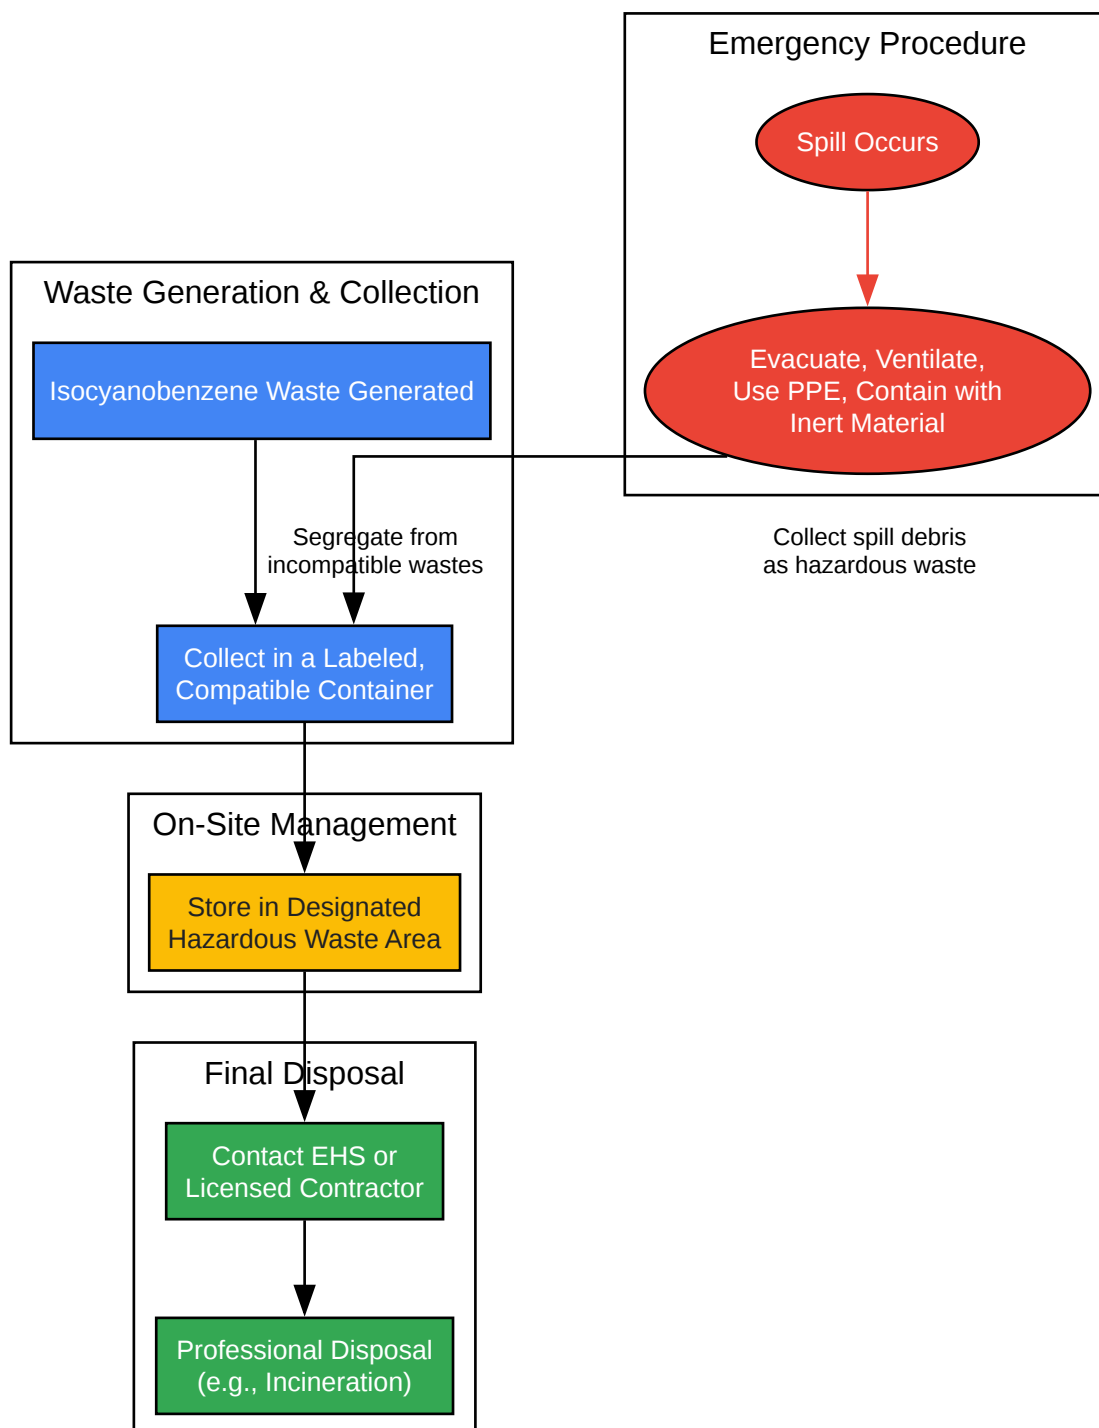 Emergency Procedure
Spill Occurs
Evacuate, Ventilate,
Use PPE, Contain with
Inert Material
Waste Generation & Collection
Isocyanobenzene Waste Generated
Segregate from
incompatible wastes
Collect spill debris
as hazardous waste
Collect in a Labeled,
Compatible Container
On-Site Management
Store in Designated
Hazardous Waste Area
Final Disposal
Contact EHS or
Licensed Contractor
Professional Disposal
(e.g., Incineration)